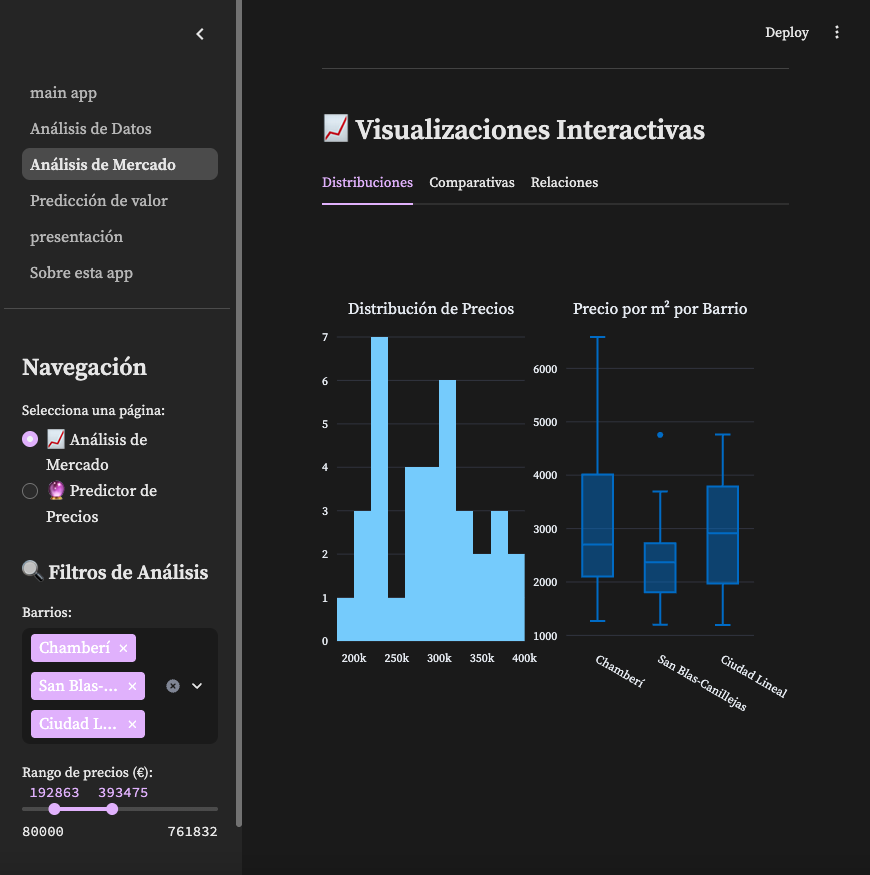 Deploy
main app
Análisis de Datos
Análisis de Mercado
Predicción de valor
presentación
Sobre esta app
Navegación
Selecciona una página:
📈 Análisis de
Mercado
🔮 Predictor de
Precios
🔍 Filtros de Análisis
Barrios:
Chamberí ×
San Blas-... ×
Ciudad L... ×
Rango de precios (€):
192863 393475
80000 761832
📈 Visualizaciones Interactivas
Distribuciones Comparativas Relaciones
Distribución de Precios
7
6
5
4
3
2
1
0
200k 250k 300k 350k 400k
Precio por m² por Barrio
6000
5000
4000
3000
2000
1000
Chamberí
San Blas-Canillejas
Ciudad Lineal